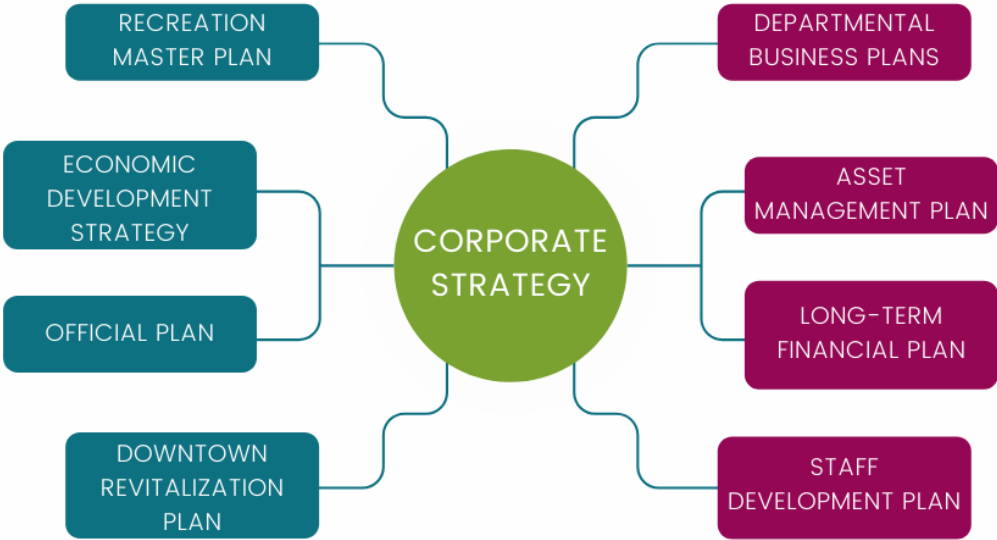 RECREATION
MASTER PLAN
ECONOMIC
DEVELOPMENT
STRATEGY
OFFICIAL PLAN
DOWNTOWN
REVITALIZATION
PLAN
CORPORATE
STRATEGY
DEPARTMENTAL
BUSINESS PLANS
ASSET
MANAGEMENT PLAN
LONG-TERM
FINANCIAL PLAN
STAFF
DEVELOPMENT PLAN